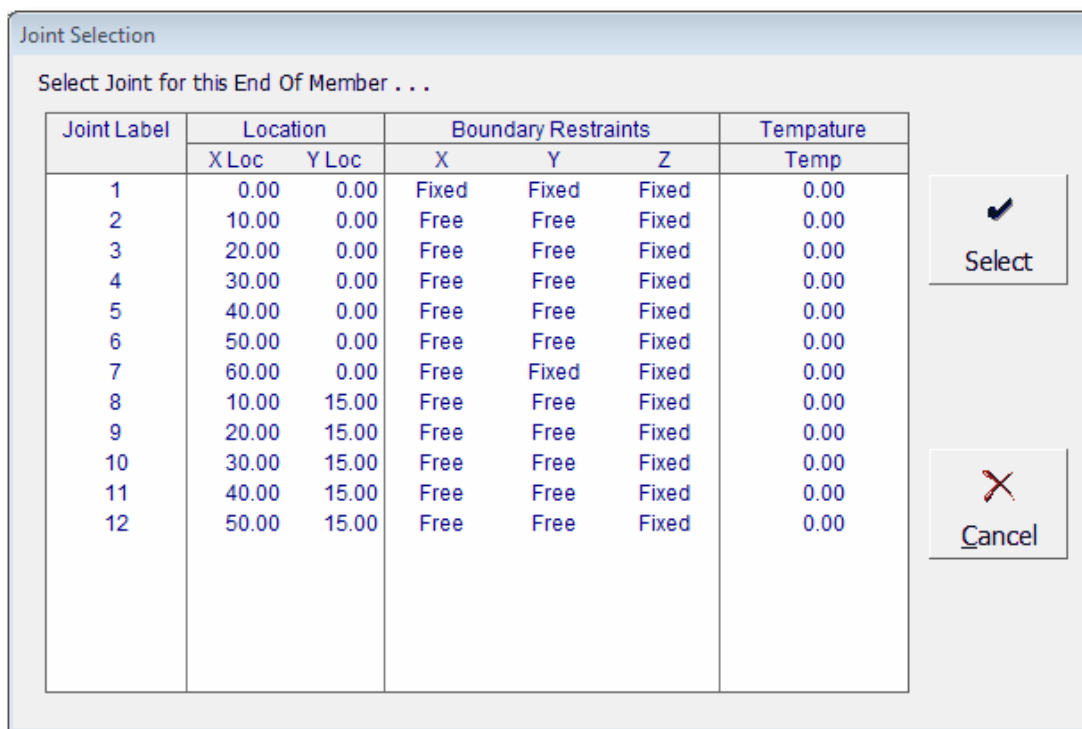 Joint Selection
Select Joint for this End Of Member . . .
Joint Label Location Boundary Restraints Tempature
X Loc Y Loc X Y Z Temp
1 0.00 0.00 Fixed Fixed Fixed 0.00
2 10.00 0.00 Free Free Fixed 0.00
3 20.00 0.00 Free Free Fixed 0.00
4 30.00 0.00 Free Free Fixed 0.00
5 40.00 0.00 Free Free Fixed 0.00
6 50.00 0.00 Free Free Fixed 0.00
7 60.00 0.00 Free Fixed Fixed 0.00
8 10.00 15.00 Free Free Fixed 0.00
9 20.00 15.00 Free Free Fixed 0.00
10 30.00 15.00 Free Free Fixed 0.00
11 40.00 15.00 Free Free Fixed 0.00
12 50.00 15.00 Free Free Fixed 0.00
Select
Cancel